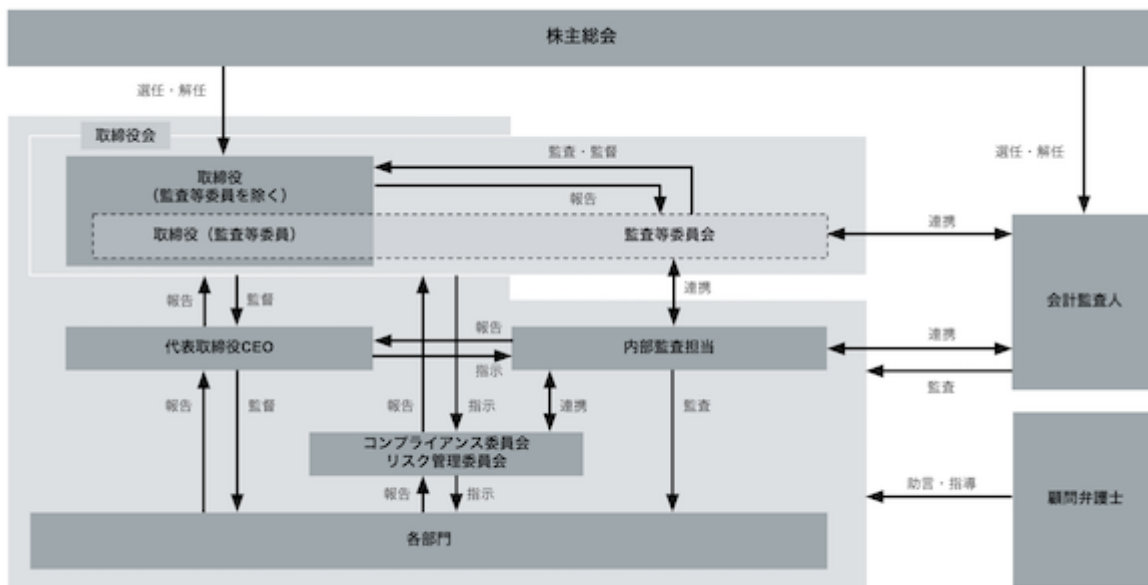 株主総会
選任・解任
選任・解任
取締役会
取締役
（監査等委員を除く）
監査・監督
報告
取締役（監査等委員）
監査等委員会
連携
報告
監督
連携
会計監査人
代表取締役CEO
報告
指示
内部監査担当
連携
監査
報告
監督
報告
指示
連携
監査
コンプライアンス委員会
リスク管理委員会
報告
指示
助言・指導
顧問弁護士
各部門